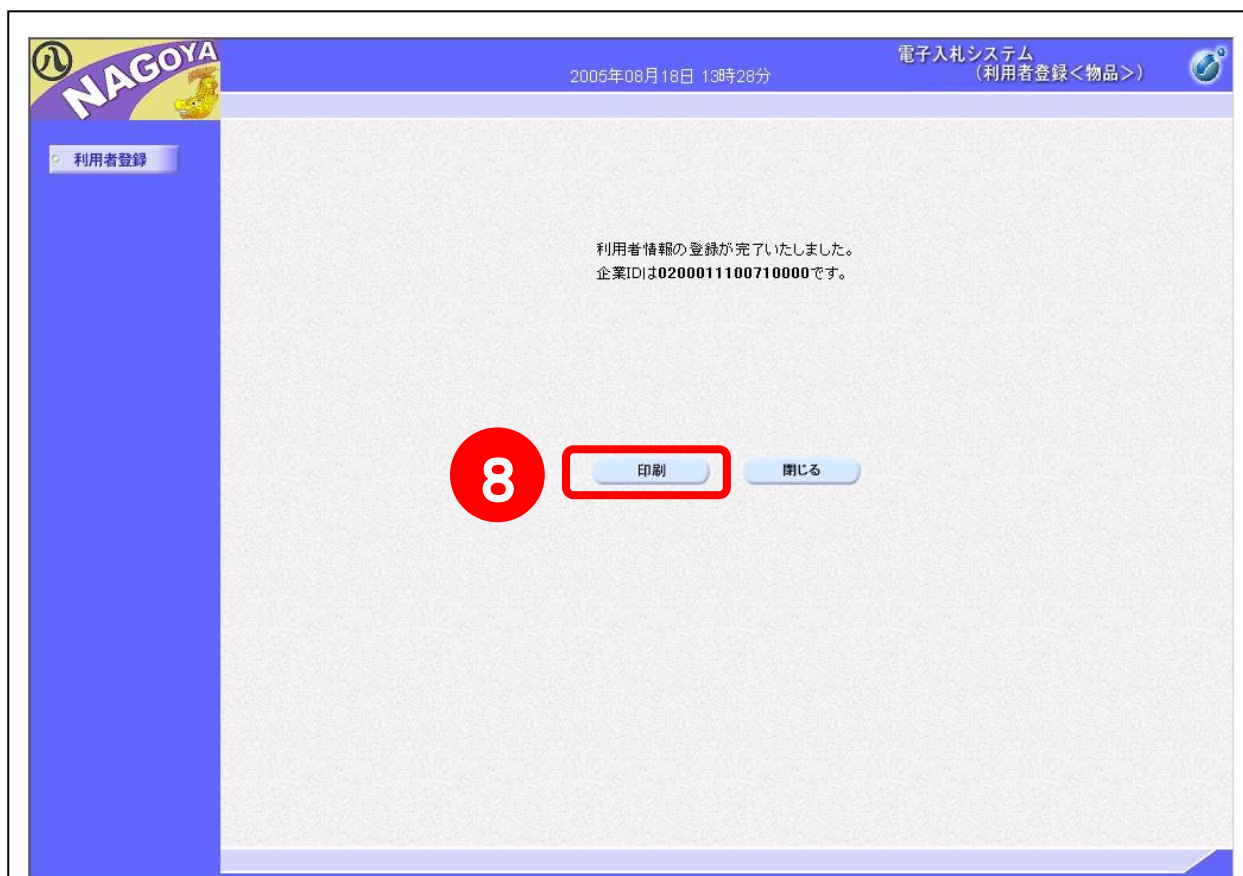 八
NAGOYA
2005年08月18日 13時28分
電子入札システム
(利用者登録<物品>)
利用者登録
利用者情報の登録が完了いたしました。
企業IDは0200011100710000です。
8
印刷
閉じる